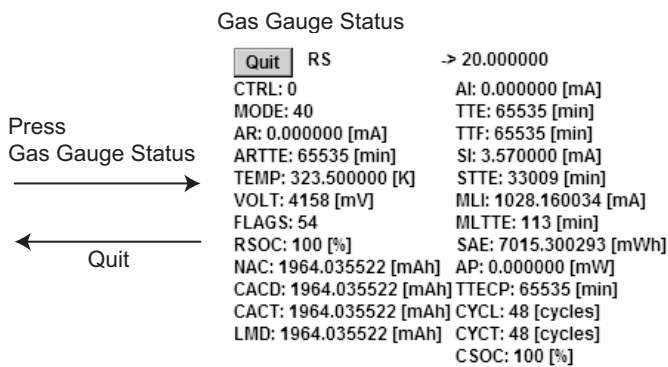 Gas Gauge Status
Quit RS -> 20.000000
CTRL: 0 AI: 0.000000 [mA]
MODE: 40 TTE: 65535 [min]
Press
AR: 0.000000 [mA] TTF: 65535 [min]
Gas Gauge Status
ARTTE: 65535 [min] SI: 3.570000 [mA]
TEMP: 323.500000 [K] STTE: 33009 [min]
VOLT: 4158 [mV] MLI: 1028.160034 [mA]
FLAGS: 54 MLTTE: 113 [min]
RSOC: 100 [%] SAE: 7015.300293 [mWh]
Quit
NAC: 1964.035522 [mAh] AP: 0.000000 [mW]
CACD: 1964.035522 [mAh] TTECP: 65535 [min]
CACT: 1964.035522 [mAh] CYCL: 48 [cycles]
LMD: 1964.035522 [mAh] CYCT: 48 [cycles]
CSOC: 100 [%]